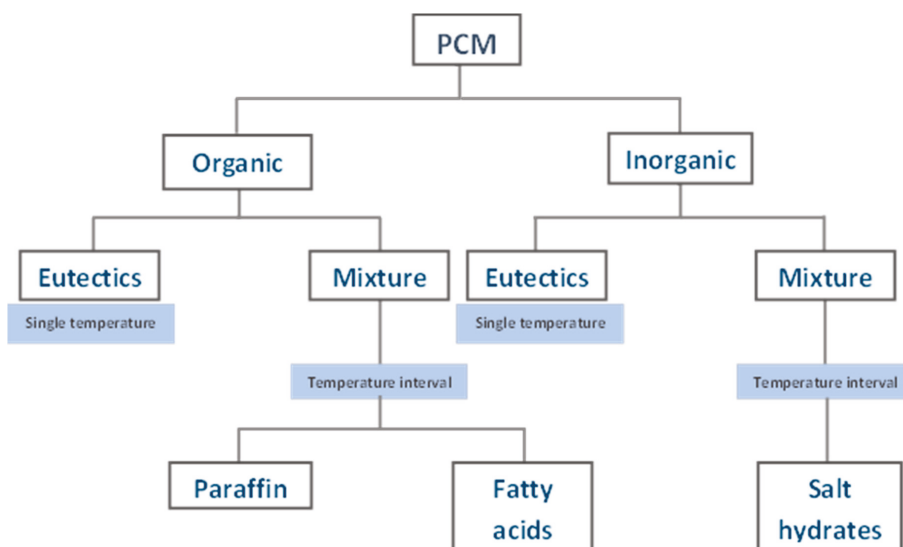 PCM
Organic
Inorganic
Eutectics
Mixture
Eutectics
Mixture
Single temperature
Single temperature
Temperature interval
Temperature interval
Paraffin
Fatty
acids
Salt
hydrates